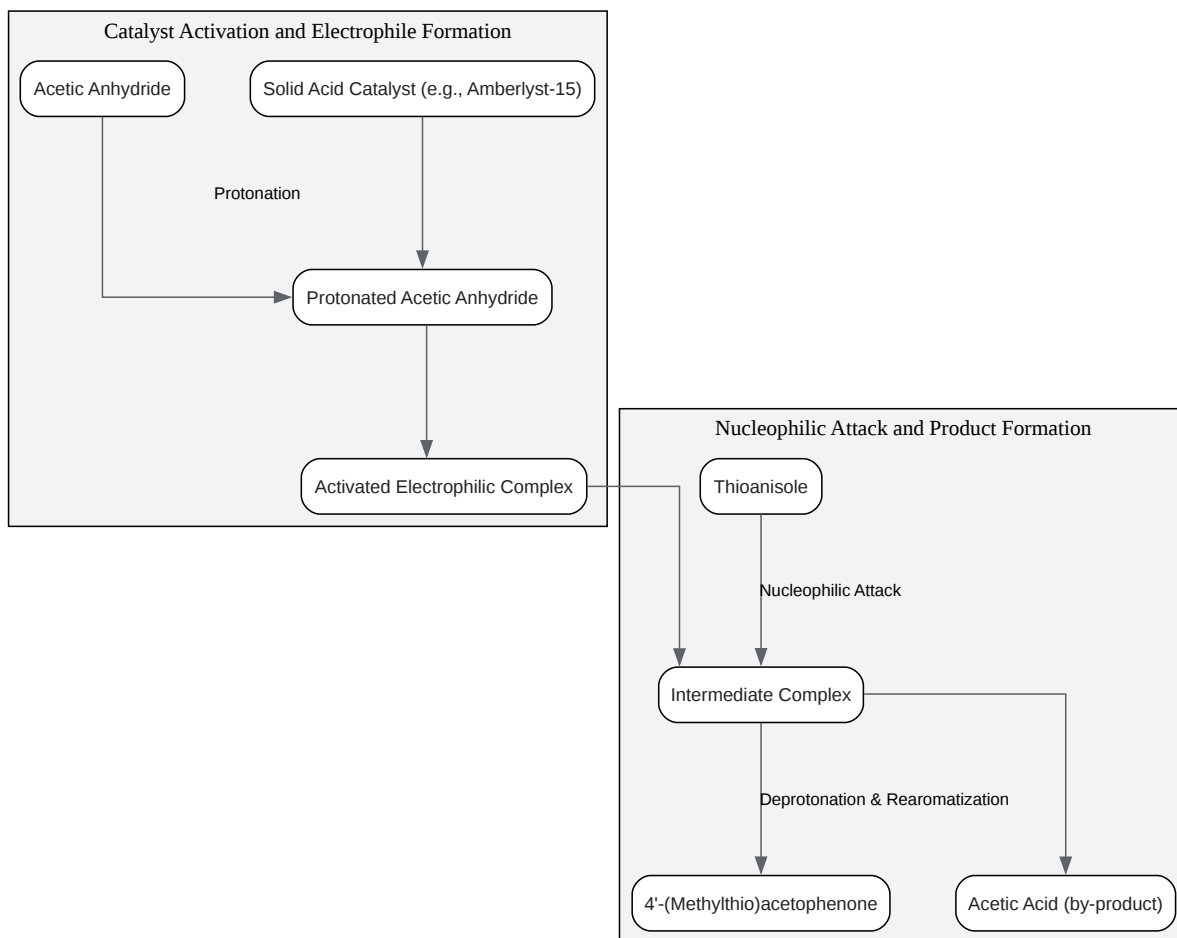 Catalyst Activation and Electrophile Formation
Acetic Anhydride
Solid Acid Catalyst (e.g., Amberlyst-15)
Protonation
Protonated Acetic Anhydride
Activated Electrophilic Complex
Nucleophilic Attack and Product Formation
Thioanisole
Nucleophilic Attack
Intermediate Complex
Deprotonation & Rearomatization
4'-(Methylthio)acetophenone
Acetic Acid (by-product)